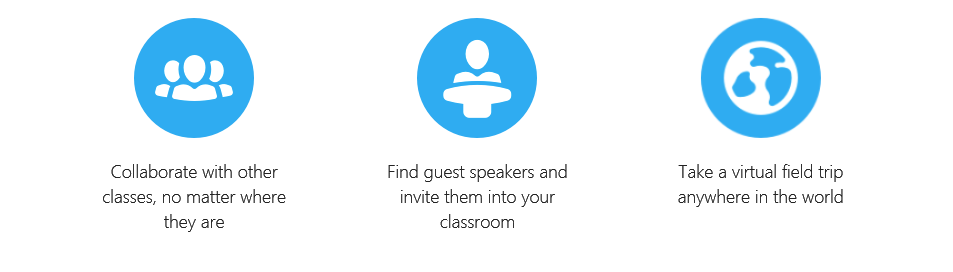 Collaborate with other
classes, no matter where
they are
Find guest speakers and
invite them into your
classroom
Take a virtual field trip
anywhere in the world